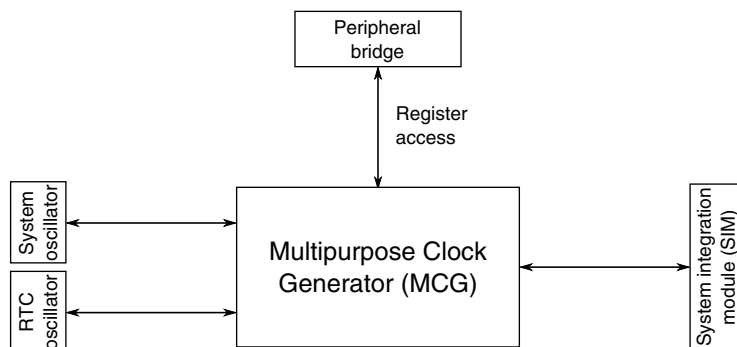 Peripheral
bridge
Register
access
System
oscillator
Multipurpose Clock
Generator (MCG)
RTC
oscillator
System integration
module (SIM)